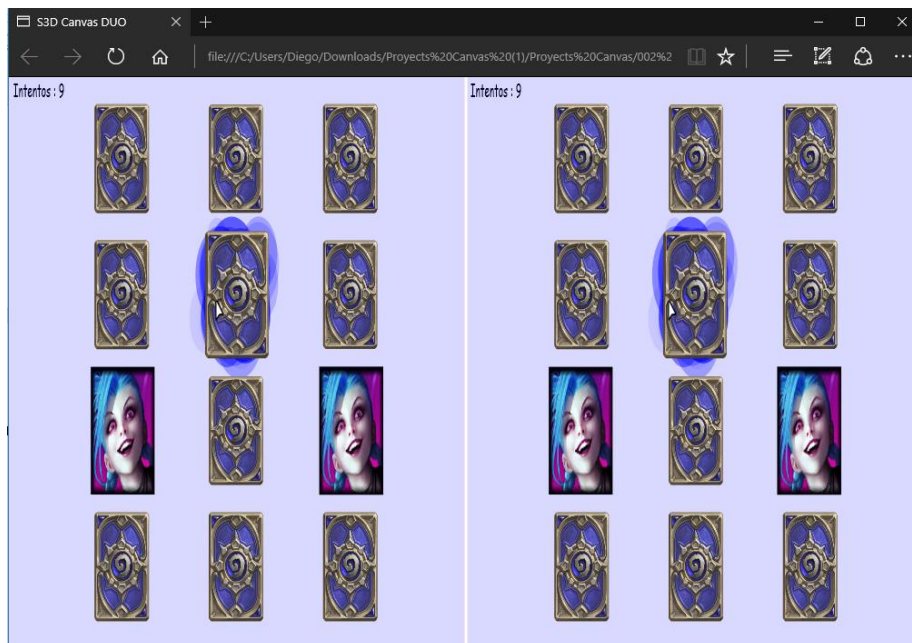 S3D Canvas DUO
file:///C:/Users/Diego/Downloads/Proyects%20Canvas%20(1)/Proyects%20Canvas/002%2
Intentos : 9
Intentos : 9